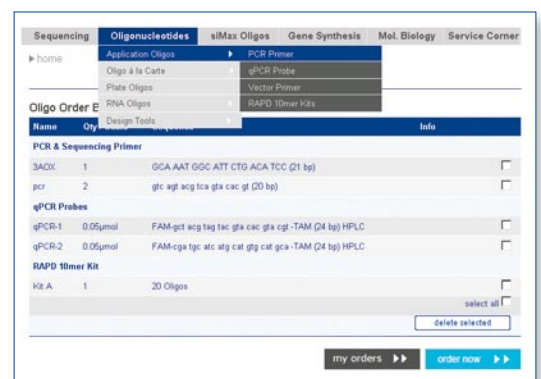 Sequencing Oligonucleotides siMax Oligos Gene Synthesis Mol. Biology Service Corner
home
Application Oligos PCR Primer
Oligo à la Carte qPCR Probe
Plate Oligos Vector Primer
RNA Oligos RAPD 10mer Kits
Design Tools
Oligo Order
Name Qty Info
PCR & Sequencing Primer
3AOX 1 GCA AAT GGC ATT CTG ACA TCC (21 bp)
pcr 2 gtc agt acg tca gta cac gt (20 bp)
qPCR Probes
qPCR-1 0.05µmol FAM-gct acg tag tac gta cac gta cgt -TAM (24 bp) HPLC
qPCR-2 0.05µmol FAM-cga tgc atc atg cat gtg cat gca -TAM (24 bp) HPLC
RAPD 10mer Kit
Kit A 1 20 Oligos
select all
delete selected
my orders order now